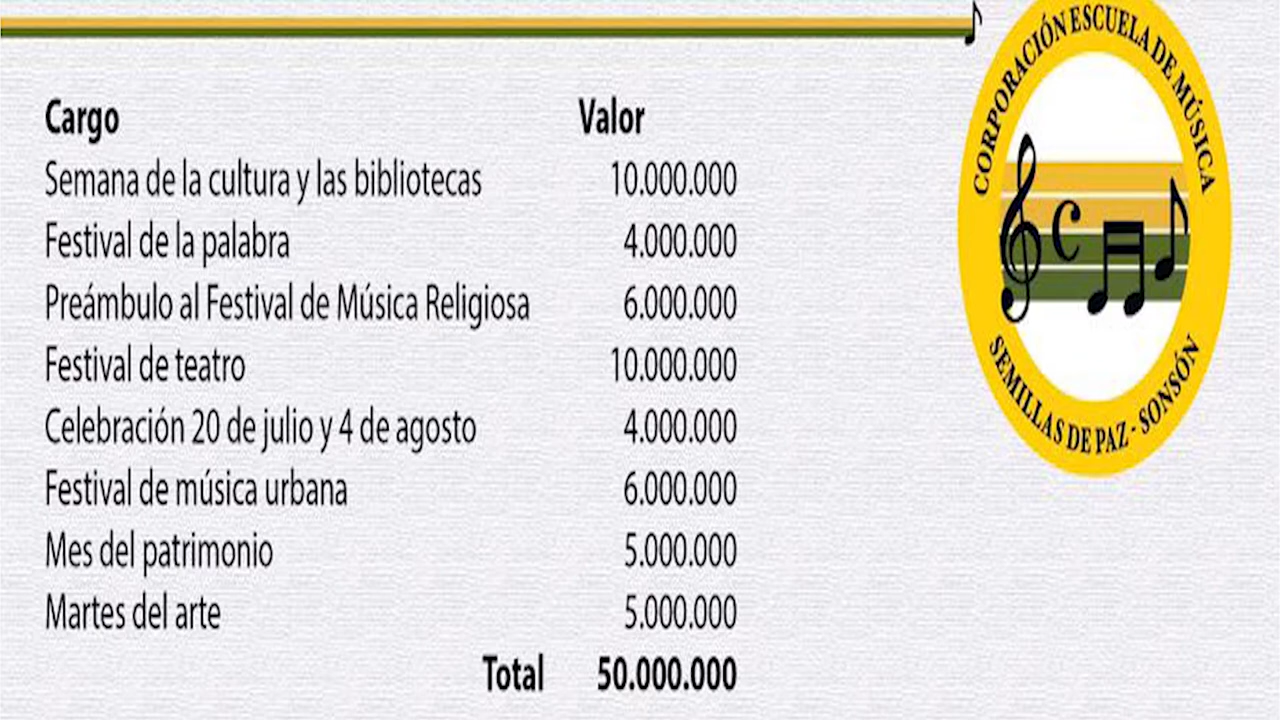 Cargo Valor
Semana de la cultura y las bibliotecas 10.000.000
Festival de la palabra 4.000.000
Preámbulo al Festival de Música Religiosa 6.000.000
Festival de teatro 10.000.000
Celebración 20 de julio y 4 de agosto 4.000.000
Festival de música urbana 6.000.000
Mes del patrimonio 5.000.000
Martes del arte 5.000.000
Total 50.000.000
CORPORACIÓN ESCUELA DE MÚSICA
SEMILLAS DE PAZ - SONSÓN